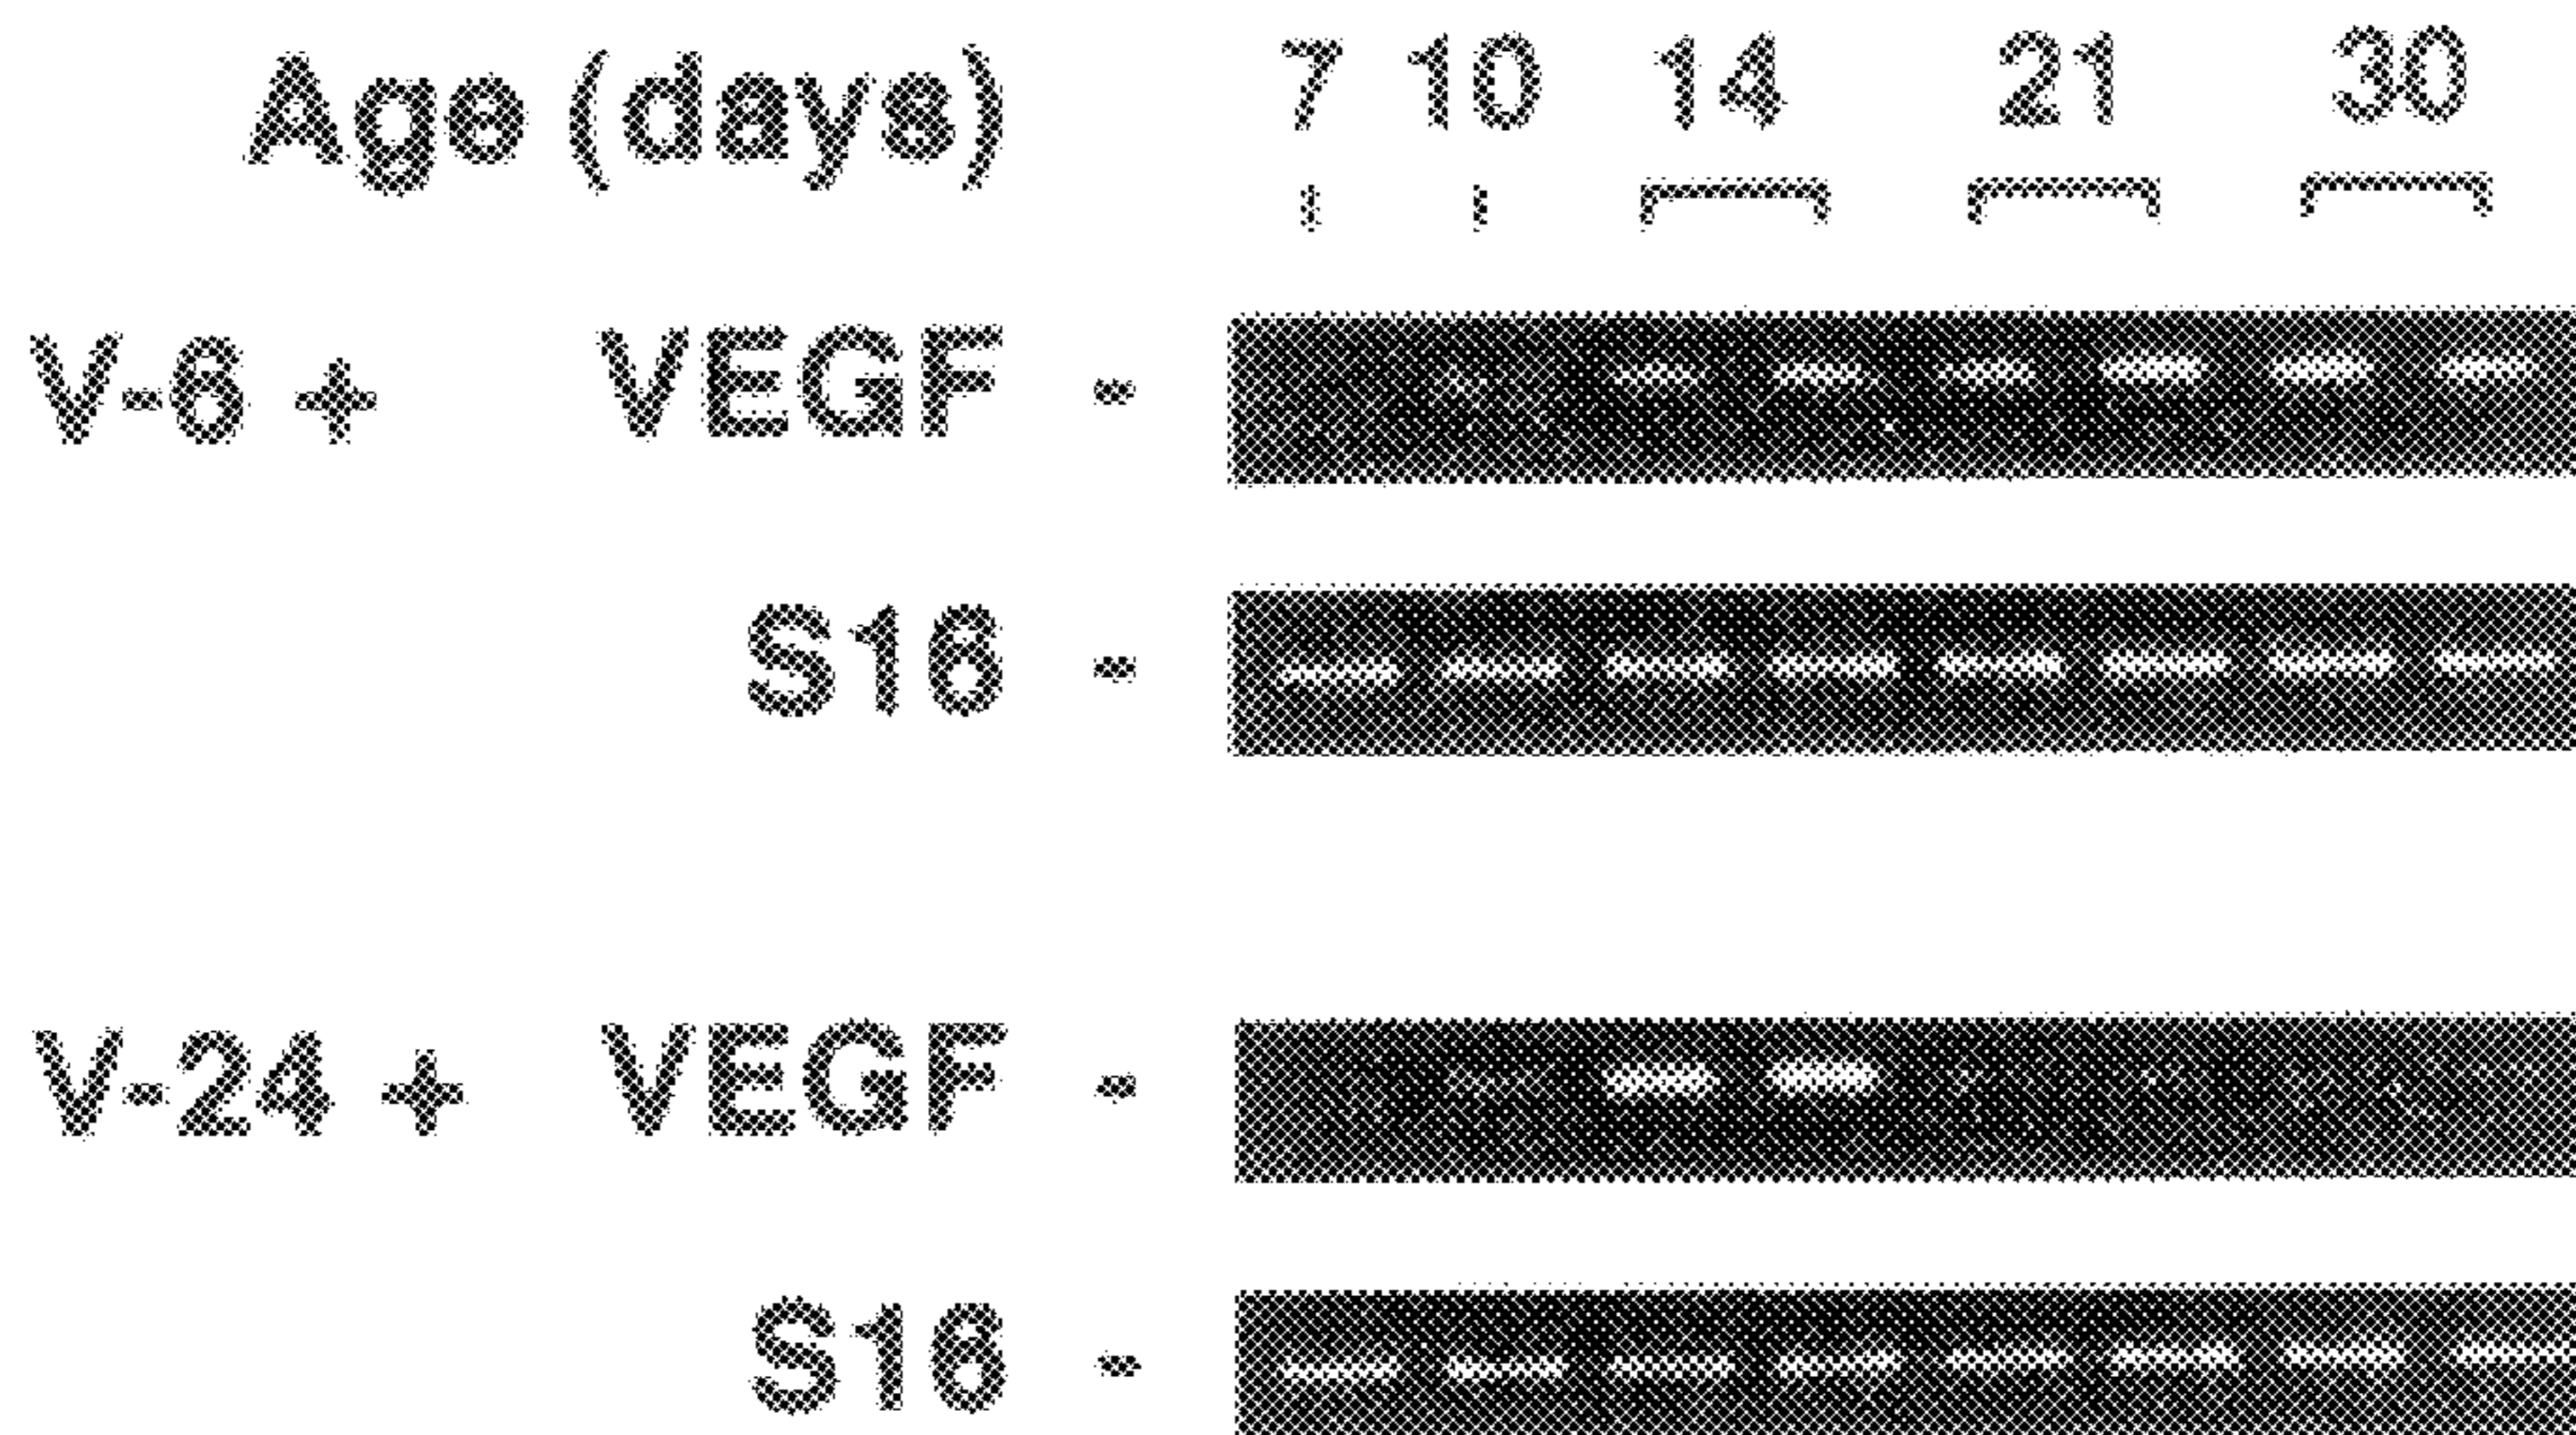 Age (days) 7 10 14 21 30
V-6 + VEGF -
S16 -
V-24 + VEGF -
S16 -